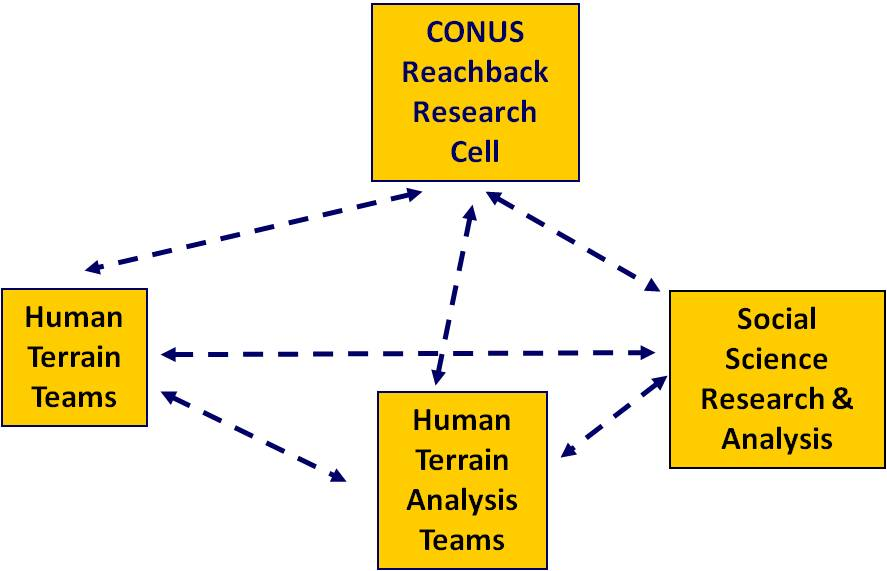 CONUS
Reachback
Research
Cell
Human
Terrain
Teams
Social
Science
Research &
Analysis
Human
Terrain
Analysis
Teams